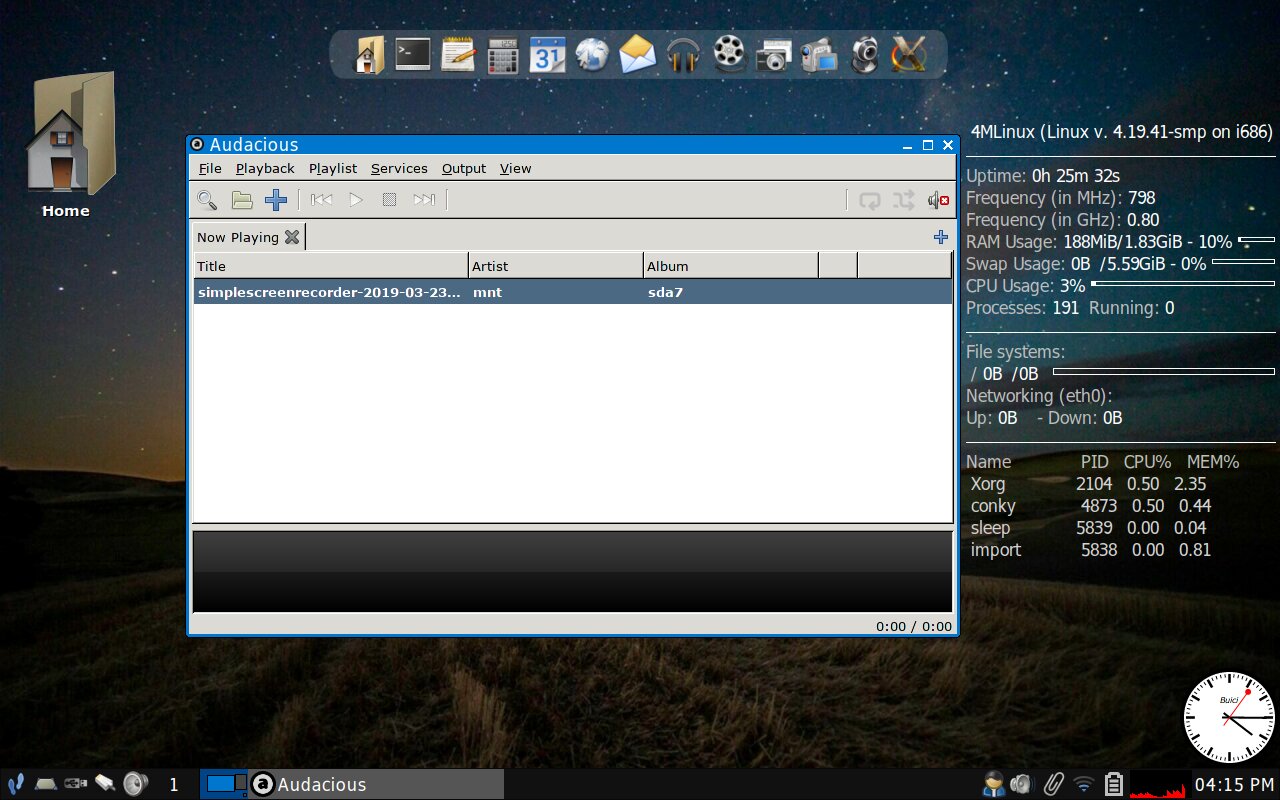 31
Home
Audacious
File Playback Playlist Services Output View
Now Playing
Title Artist Album
simplescreenrecorder-2019-03-23... mnt sda7
0:00 / 0:00
4MLinux (Linux v. 4.19.41-smp on i686)
Uptime: 0h 25m 32s
Frequency (in MHz): 798
Frequency (in GHz): 0.80
RAM Usage: 188MiB/1.83GiB - 10%
Swap Usage: 0B /5.59GiB - 0%
CPU Usage: 3%
Processes: 191 Running: 0
File systems:
/ 0B /0B
Networking (eth0):
Up: 0B - Down: 0B
Name PID CPU% MEM%
Xorg 2104 0.50 2.35
conky 4873 0.50 0.44
sleep 5839 0.00 0.04
import 5838 0.00 0.81
Buici
1 a Audacious 04:15 PM